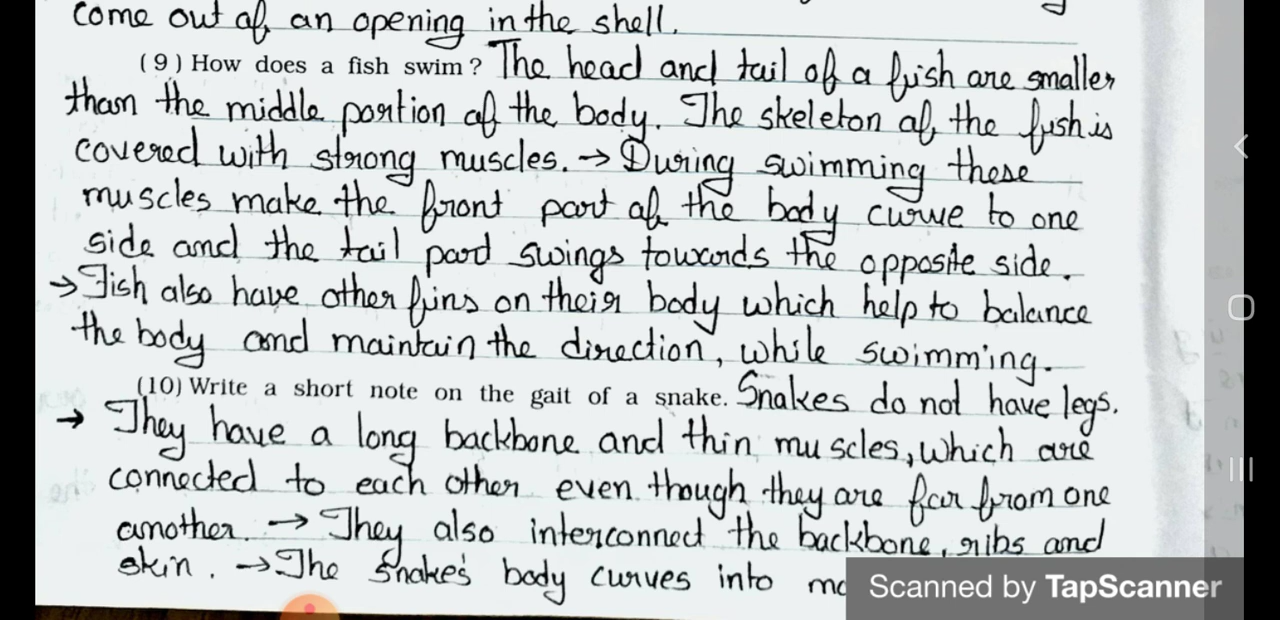 come out of an opening in the shell.
(9) How does a fish swim? The head and tail of a fish are smaller
than the middle portion of the body. The skeleton of the fish is
covered with strong muscles. → During swimming these
muscles make the front part of the body curve to one
side and the tail part swings towards the opposite side.
→ Fish also have other fins on their body which help to balance
the body and maintain the direction, while swimming.
(10) Write a short note on the gait of a snake. Snakes do not have legs.
→ They have a long backbone and thin muscles, which are
connected to each other even though they are far from one
another. → They also interconnect the backbone, ribs and
skin. → The snake's body curves into
Scanned by TapScanner